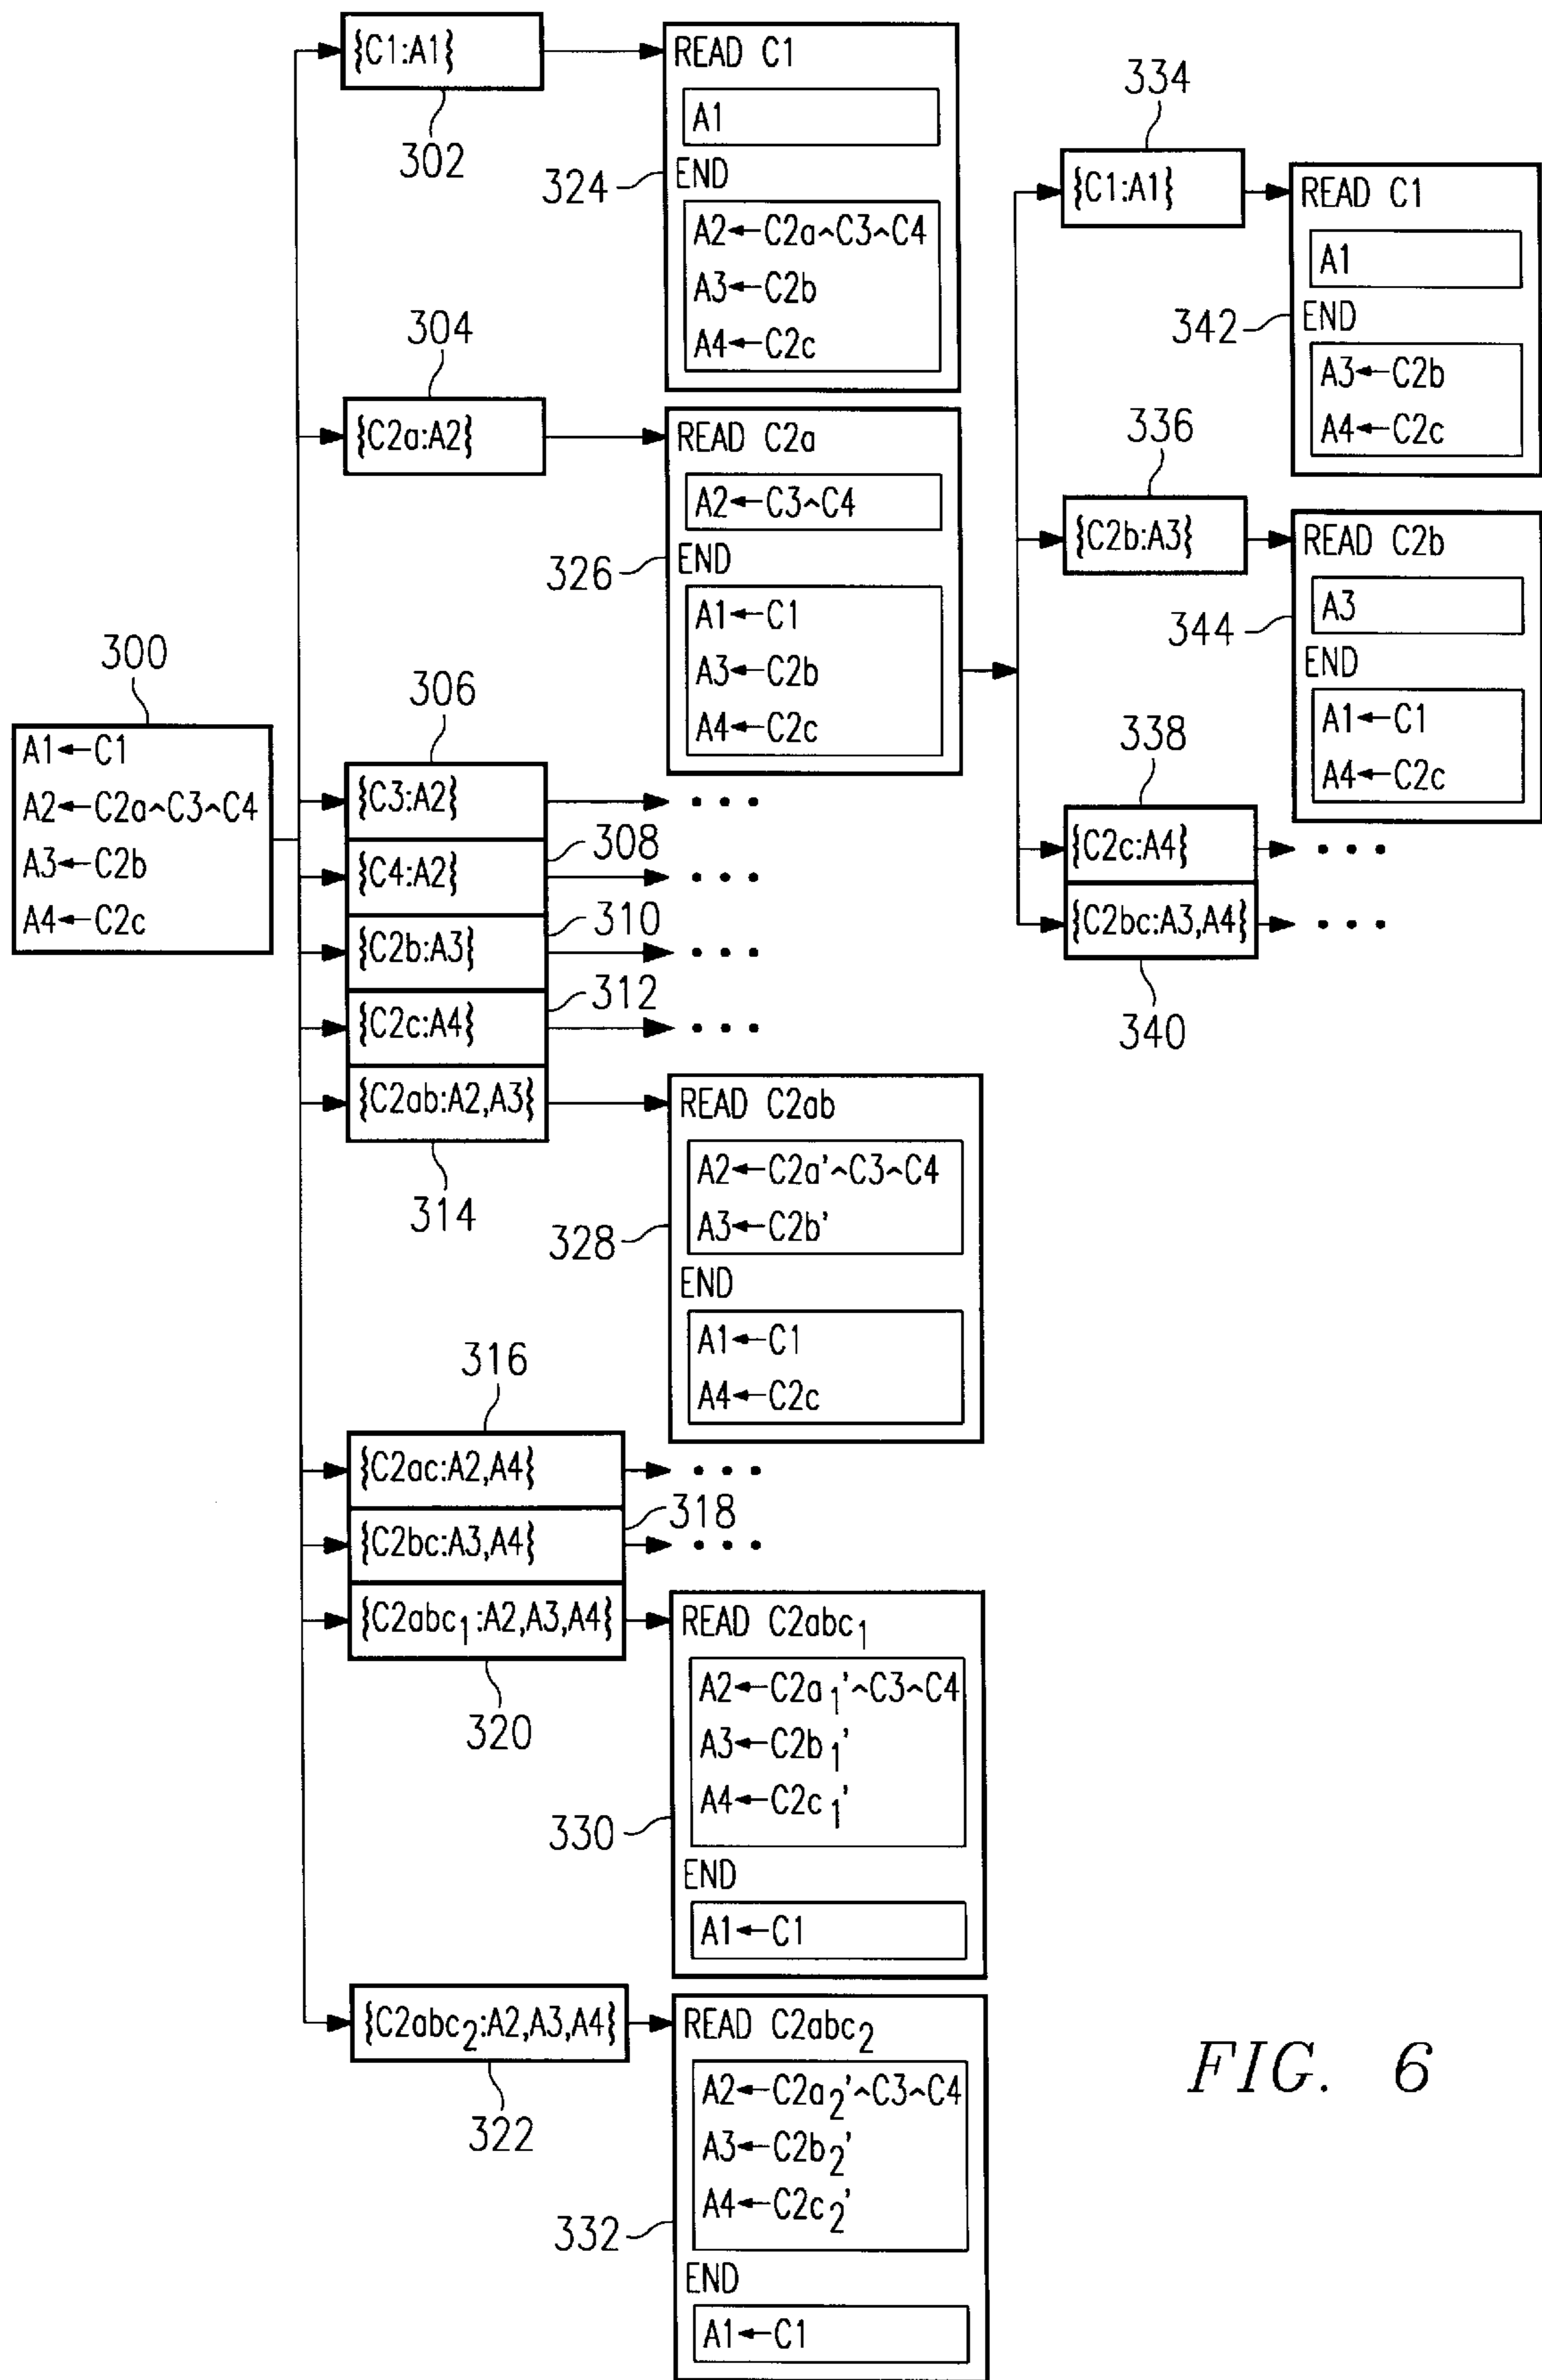 300
A1←C1
A2←C2a^C3^C4
A3←C2b
A4←C2c
{C1:A1}
302
304
{C2a:A2}
306
{C3:A2}
308
{C4:A2}
310
{C2b:A3}
312
{C2c:A4}
{C2ab:A2,A3}
314
316
{C2ac:A2,A4}
318
{C2bc:A3,A4}
{C2abc₁:A2,A3,A4}
320
{C2abc₂:A2,A3,A4}
322
READ C1
A1
324
END
A2←C2a^C3^C4
A3←C2b
A4←C2c
READ C2a
A2←C3^C4
326
END
A1←C1
A3←C2b
A4←C2c
• • •
• • •
• • •
• • •
READ C2ab
A2←C2a'^C3^C4
A3←C2b'
328
END
A1←C1
A4←C2c
• • •
• • •
READ C2abc₁
A2←C2a₁'^C3^C4
A3←C2b₁'
A4←C2c₁'
330
END
A1←C1
READ C2abc₂
A2←C2a₂'^C3^C4
A3←C2b₂'
A4←C2c₂'
332
END
A1←C1
334
{C1:A1}
336
{C2b:A3}
338
{C2c:A4}
{C2bc:A3,A4}
340
READ C1
A1
342
END
A3←C2b
A4←C2c
READ C2b
A3
344
END
A1←C1
A4←C2c
• • •
• • •
FIG. 6